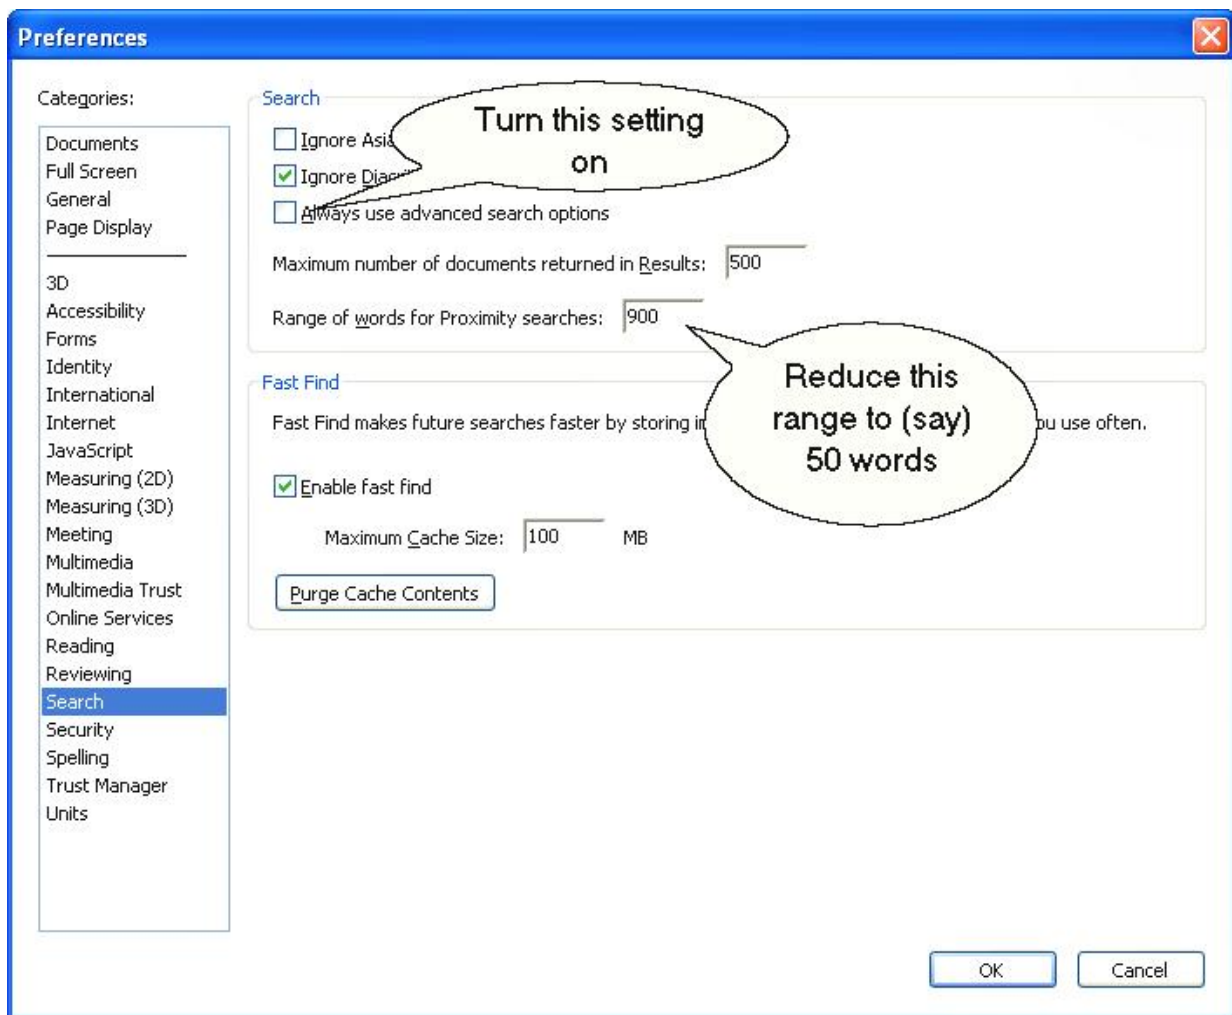 Preferences
Categories:
Documents
Full Screen
General
Page Display
3D
Accessibility
Forms
Identity
International
Internet
JavaScript
Measuring (2D)
Measuring (3D)
Meeting
Multimedia
Multimedia Trust
Online Services
Reading
Reviewing
Search
Security
Spelling
Trust Manager
Units
Search
Turn this setting
on
Ignore
Ignore
Always use advanced search options
Maximum number of documents returned in Results: 500
Range of words for Proximity searches: 900
Reduce this
range to (say)
50 words
Fast Find
Fast Find makes future searches faster by storing
use often.
Enable fast find
Maximum Cache Size: 100 MB
Purge Cache Contents
OK
Cancel